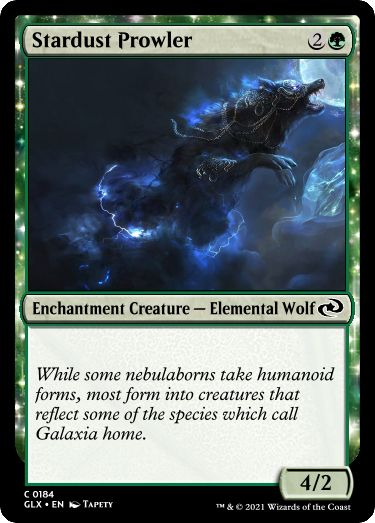 Stardust Prowler 2
Enchantment Creature — Elemental Wolf
While some nebulaborns take humanoid
forms, most form into creatures that
reflect some of the species which call
Galaxia home.
4/2
C 0184
GLX • EN Tapety
™ & © 2021 Wizards of the Coast